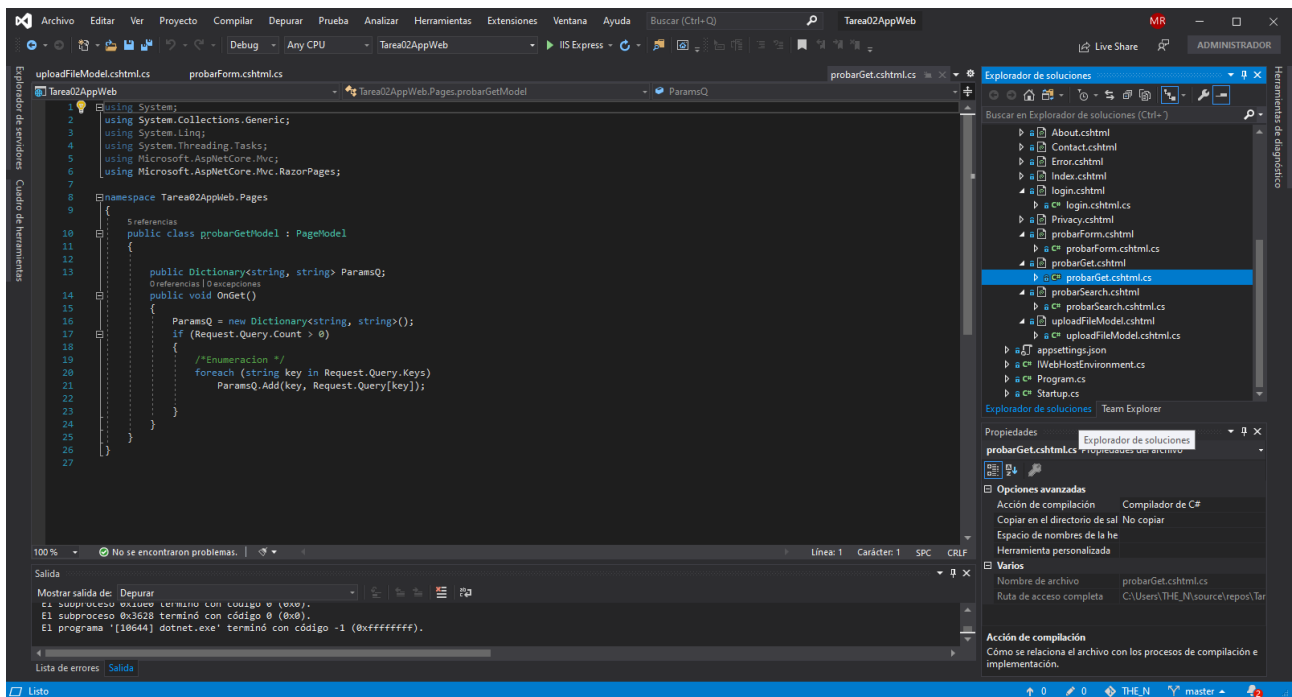 Archivo Editar Ver Proyecto Compilar Depurar Prueba Analizar Herramientas Extensiones Ventana Ayuda Buscar (Ctrl+Q) Tarea02AppWeb MR
Debug Any CPU Tarea02AppWeb IIS Express Live Share ADMINISTRADOR
Explorador de servidores
Cuadro de herramientas
uploadFileModel.cshtml.cs probarForm.cshtml.cs probarGet.cshtml.cs
Tarea02AppWeb Tarea02AppWeb.Pages.probarGetModel ParamsQ
1 using System;
2 using System.Collections.Generic;
3 using System.Linq;
4 using System.Threading.Tasks;
5 using Microsoft.AspNetCore.Mvc;
6 using Microsoft.AspNetCore.Mvc.RazorPages;
7
8 namespace Tarea02AppWeb.Pages
9 {
5 referencias
10 public class probarGetModel : PageModel
11 {
12
13 public Dictionary<string, string> ParamsQ;
0 referencias | 0 excepciones
14 public void OnGet()
15 {
16 ParamsQ = new Dictionary<string, string>();
17 if (Request.Query.Count > 0)
18 {
19 /*Enumeracion */
20 foreach (string key in Request.Query.Keys)
21 ParamsQ.Add(key, Request.Query[key]);
22
23 }
24 }
25 }
26 }
27
100 % No se encontraron problemas. Línea: 1 Carácter: 1 SPC CRLF
Salida
Mostrar salida de: Depurar
El subproceso 0x1de0 terminó con código 0 (0x0).
El subproceso 0x3628 terminó con código 0 (0x0).
El programa '[10644] dotnet.exe' terminó con código -1 (0xffffffff).
Lista de errores Salida
Explorador de soluciones
Buscar en Explorador de soluciones (Ctrl+´)
About.cshtml
Contact.cshtml
Error.cshtml
Index.cshtml
login.cshtml
C# login.cshtml.cs
Privacy.cshtml
probarForm.cshtml
C# probarForm.cshtml.cs
probarGet.cshtml
C# probarGet.cshtml.cs
probarSearch.cshtml
C# probarSearch.cshtml.cs
uploadFileModel.cshtml
C# uploadFileModel.cshtml.cs
appsettings.json
C# IWebHostEnvironment.cs
C# Program.cs
C# Startup.cs
Explorador de soluciones Team Explorer
Herramientas de diagnóstico
Propiedades
Explorador de soluciones
probarGet.cshtml.cs Propiedades del archivo
Opciones avanzadas
Acción de compilación Compilador de C#
Copiar en el directorio de sal No copiar
Espacio de nombres de la he
Herramienta personalizada
Varios
Nombre de archivo probarGet.cshtml.cs
Ruta de acceso completa C:\Users\THE_N\source\repos\Tar
Acción de compilación
Cómo se relaciona el archivo con los procesos de compilación e
implementación.
Listo 0 0 THE_N master 2